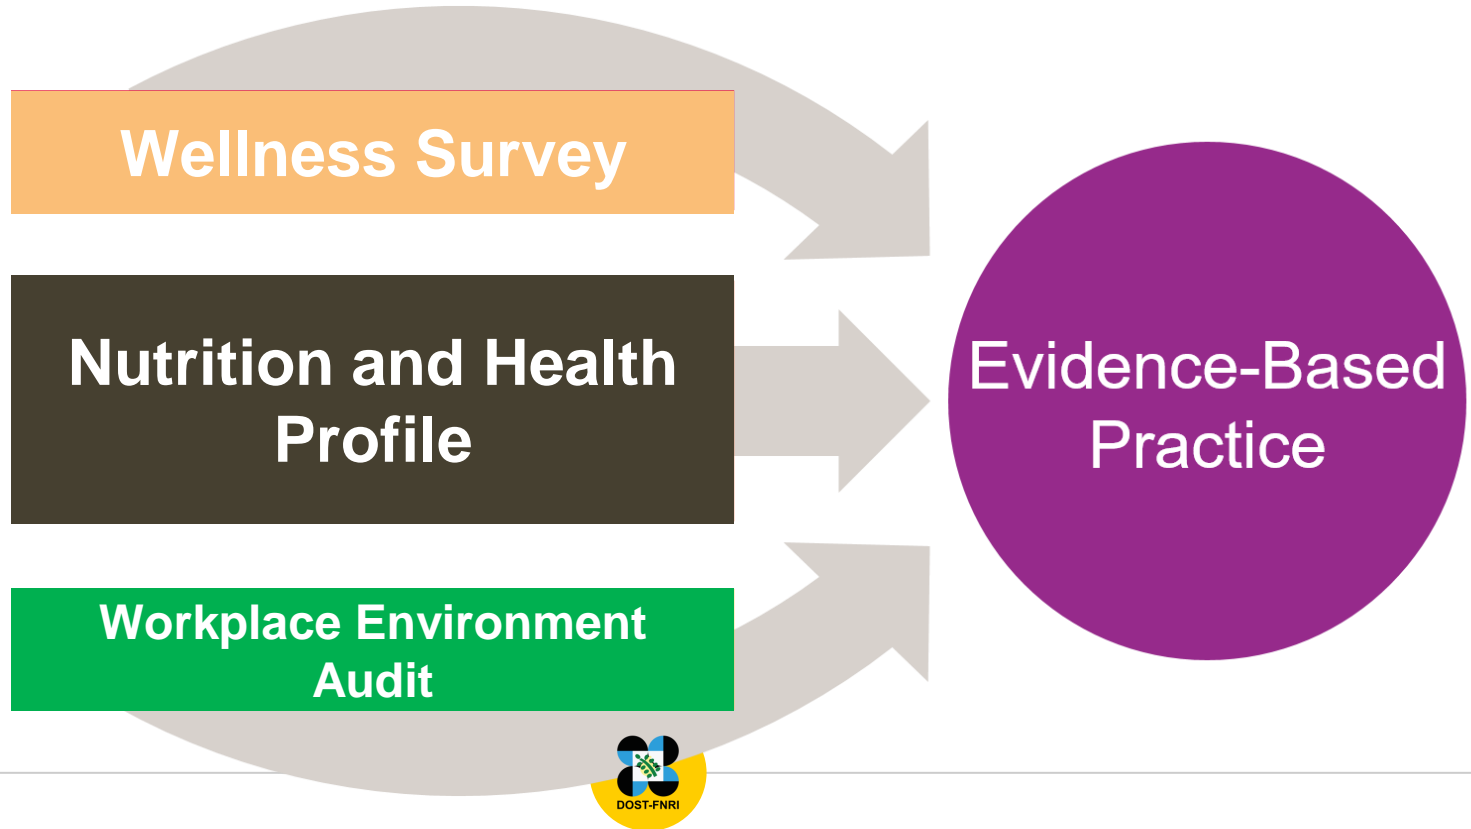 Wellness Survey
Nutrition and Health
Profile
Workplace Environment
Audit
Evidence-Based
Practice
DOST-FNRI